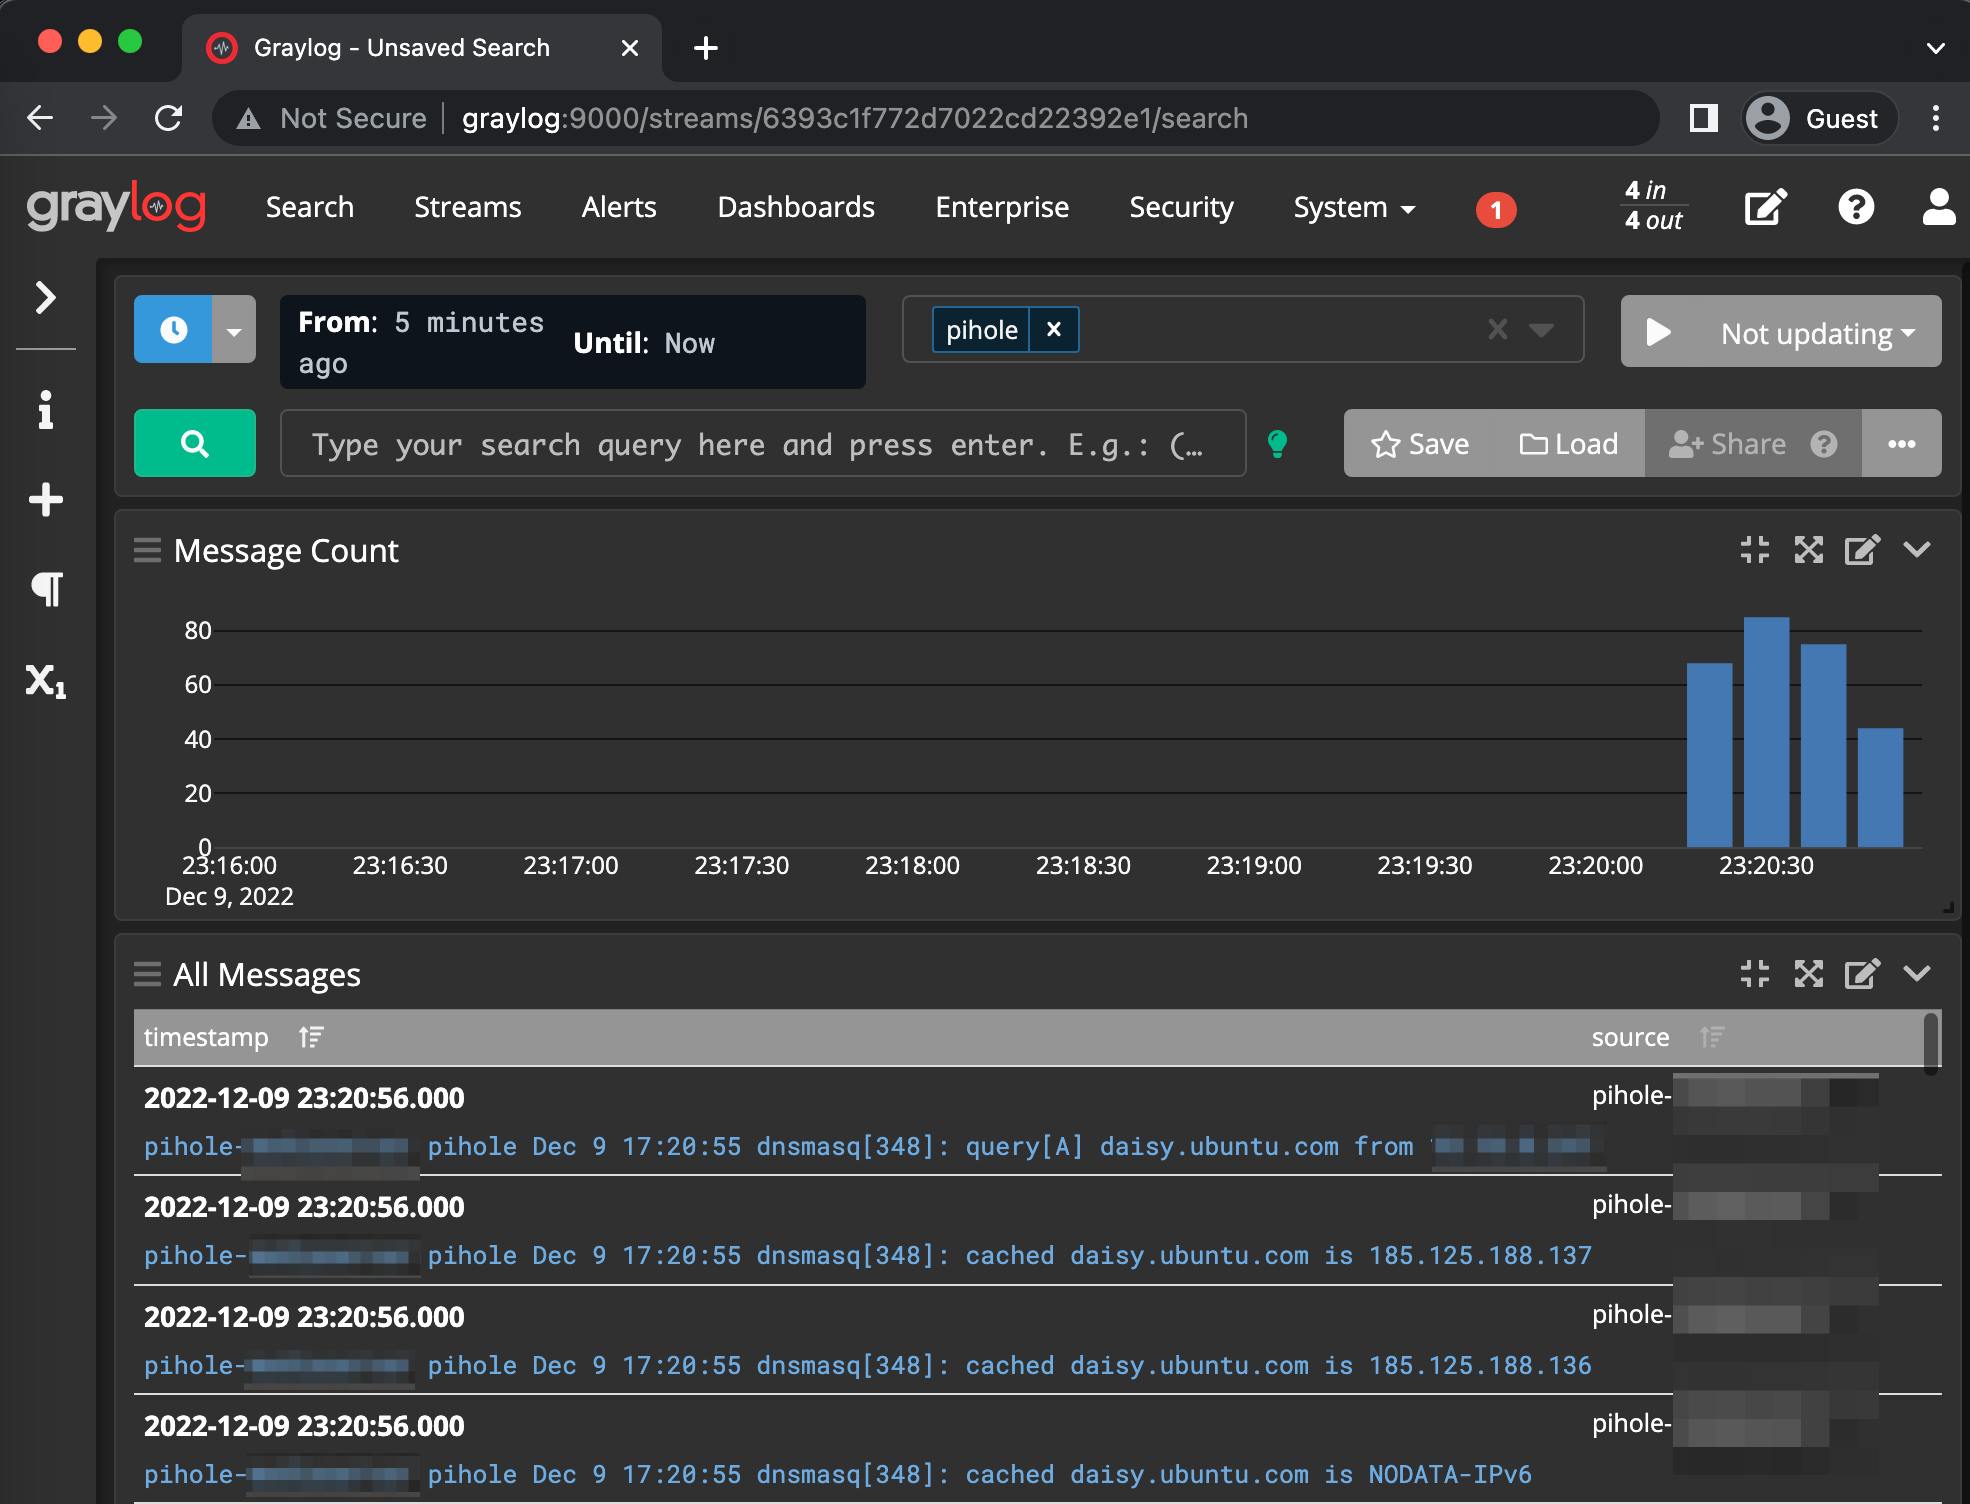 Graylog - Unsaved Search
Not Secure graylog:9000/streams/6393c1f772d7022cd22392e1/search Guest
graylog Search Streams Alerts Dashboards Enterprise Security System 1 4 in
4 out
From: 5 minutes ago Until: Now pihole Not updating
Type your search query here and press enter. E.g.: (… Save Load Share
Message Count
80
60
40
20
0
23:16:00 23:16:30 23:17:00 23:17:30 23:18:00 23:18:30 23:19:00 23:19:30 23:20:00 23:20:30
Dec 9, 2022
All Messages
timestamp source
2022-12-09 23:20:56.000 pihole-
pihole- pihole Dec 9 17:20:55 dnsmasq[348]: query[A] daisy.ubuntu.com from
2022-12-09 23:20:56.000 pihole-
pihole- pihole Dec 9 17:20:55 dnsmasq[348]: cached daisy.ubuntu.com is 185.125.188.137
2022-12-09 23:20:56.000 pihole-
pihole- pihole Dec 9 17:20:55 dnsmasq[348]: cached daisy.ubuntu.com is 185.125.188.136
2022-12-09 23:20:56.000 pihole-
pihole- pihole Dec 9 17:20:55 dnsmasq[348]: cached daisy.ubuntu.com is NODATA-IPv6